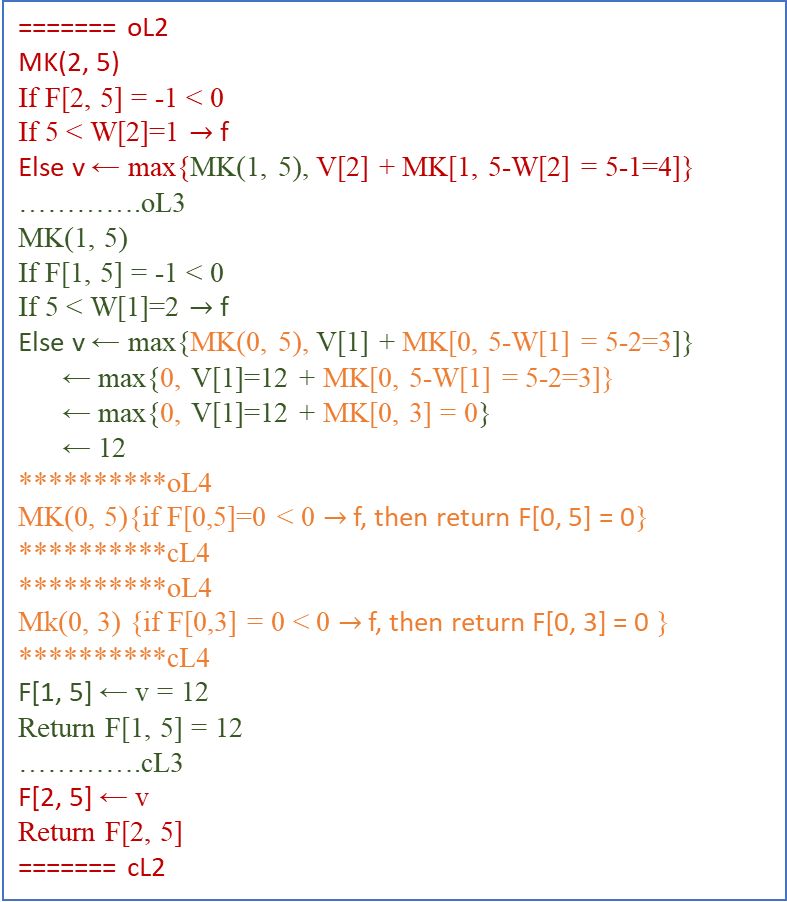 ======= oL2
MK(2, 5)
If F[2, 5] = -1 < 0
If 5 < W[2]=1 → f
Else v ← max{MK(1, 5), V[2] + MK[1, 5-W[2] = 5-1=4]}
………….oL3
MK(1, 5)
If F[1, 5] = -1 < 0
If 5 < W[1]=2 → f
Else v ← max{MK(0, 5), V[1] + MK[0, 5-W[1] = 5-2=3]]}
← max{0, V[1]=12 + MK[0, 5-W[1] = 5-2=3]}
← max{0, V[1]=12 + MK[0, 3] = 0}
← 12
**********oL4
MK(0, 5){if F[0,5]=0 < 0 → f, then return F[0, 5] = 0}
**********cL4
**********oL4
Mk(0, 3) {if F[0,3] = 0 < 0 → f, then return F[0, 3] = 0 }
**********cL4
F[1, 5] ← v = 12
Return F[1, 5] = 12
………….cL3
F[2, 5] ← v
Return F[2, 5]
======= cL2